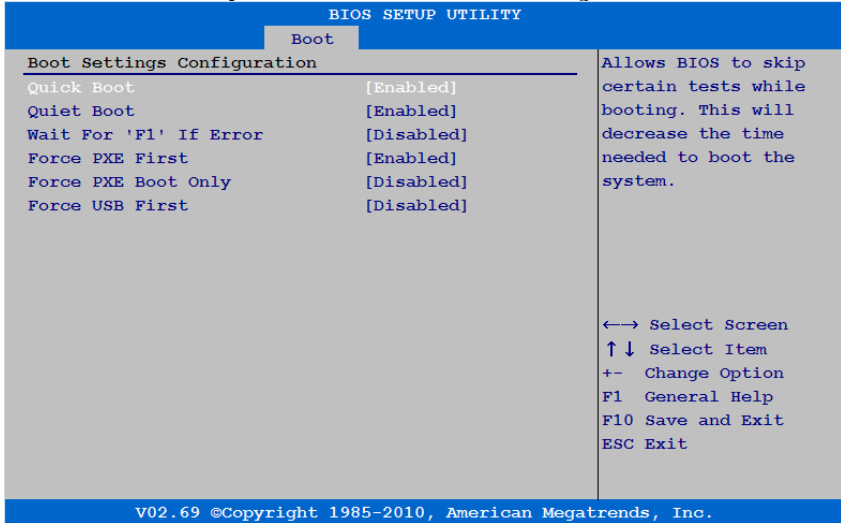 BIOS SETUP UTILITY
Boot
Boot Settings Configuration
Quick Boot [Enabled]
Quiet Boot [Enabled]
Wait For 'F1' If Error [Disabled]
Force PXE First [Enabled]
Force PXE Boot Only [Disabled]
Force USB First [Disabled]
Allows BIOS to skip
certain tests while
booting. This will
decrease the time
needed to boot the
system.
←→ Select Screen
↑↓ Select Item
+- Change Option
F1 General Help
F10 Save and Exit
ESC Exit
V02.69 ©Copyright 1985-2010, American Megatrends, Inc.